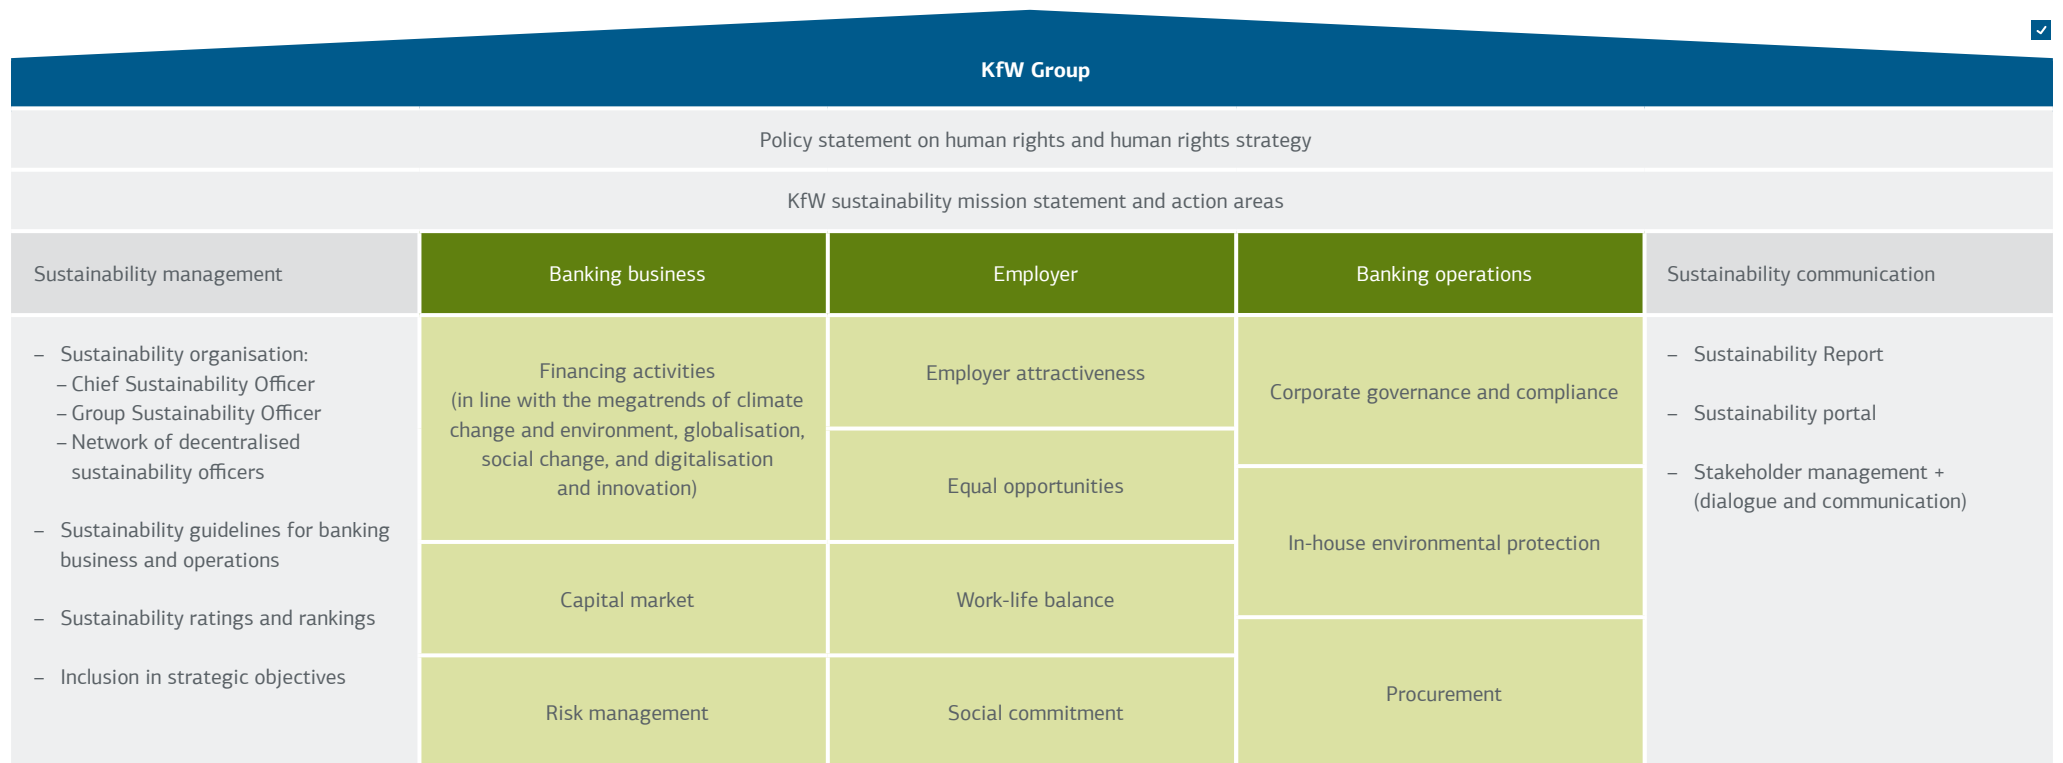 KfW Group
Policy statement on human rights and human rights strategy
KfW sustainability mission statement and action areas
Sustainability management
– Sustainability organisation:
– Chief Sustainability Officer
– Group Sustainability Officer
– Network of decentralised
sustainability officers
– Sustainability guidelines for banking
business and operations
– Sustainability ratings and rankings
– Inclusion in strategic objectives
Banking business
Financing activities
(in line with the megatrends of climate
change and environment, globalisation,
social change, and digitalisation
and innovation)
Capital market
Risk management
Employer
Employer attractiveness
Equal opportunities
Work-life balance
Social commitment
Banking operations
Corporate governance and compliance
In-house environmental protection
Procurement
Sustainability communication
– Sustainability Report
– Sustainability portal
– Stakeholder management +
(dialogue and communication)